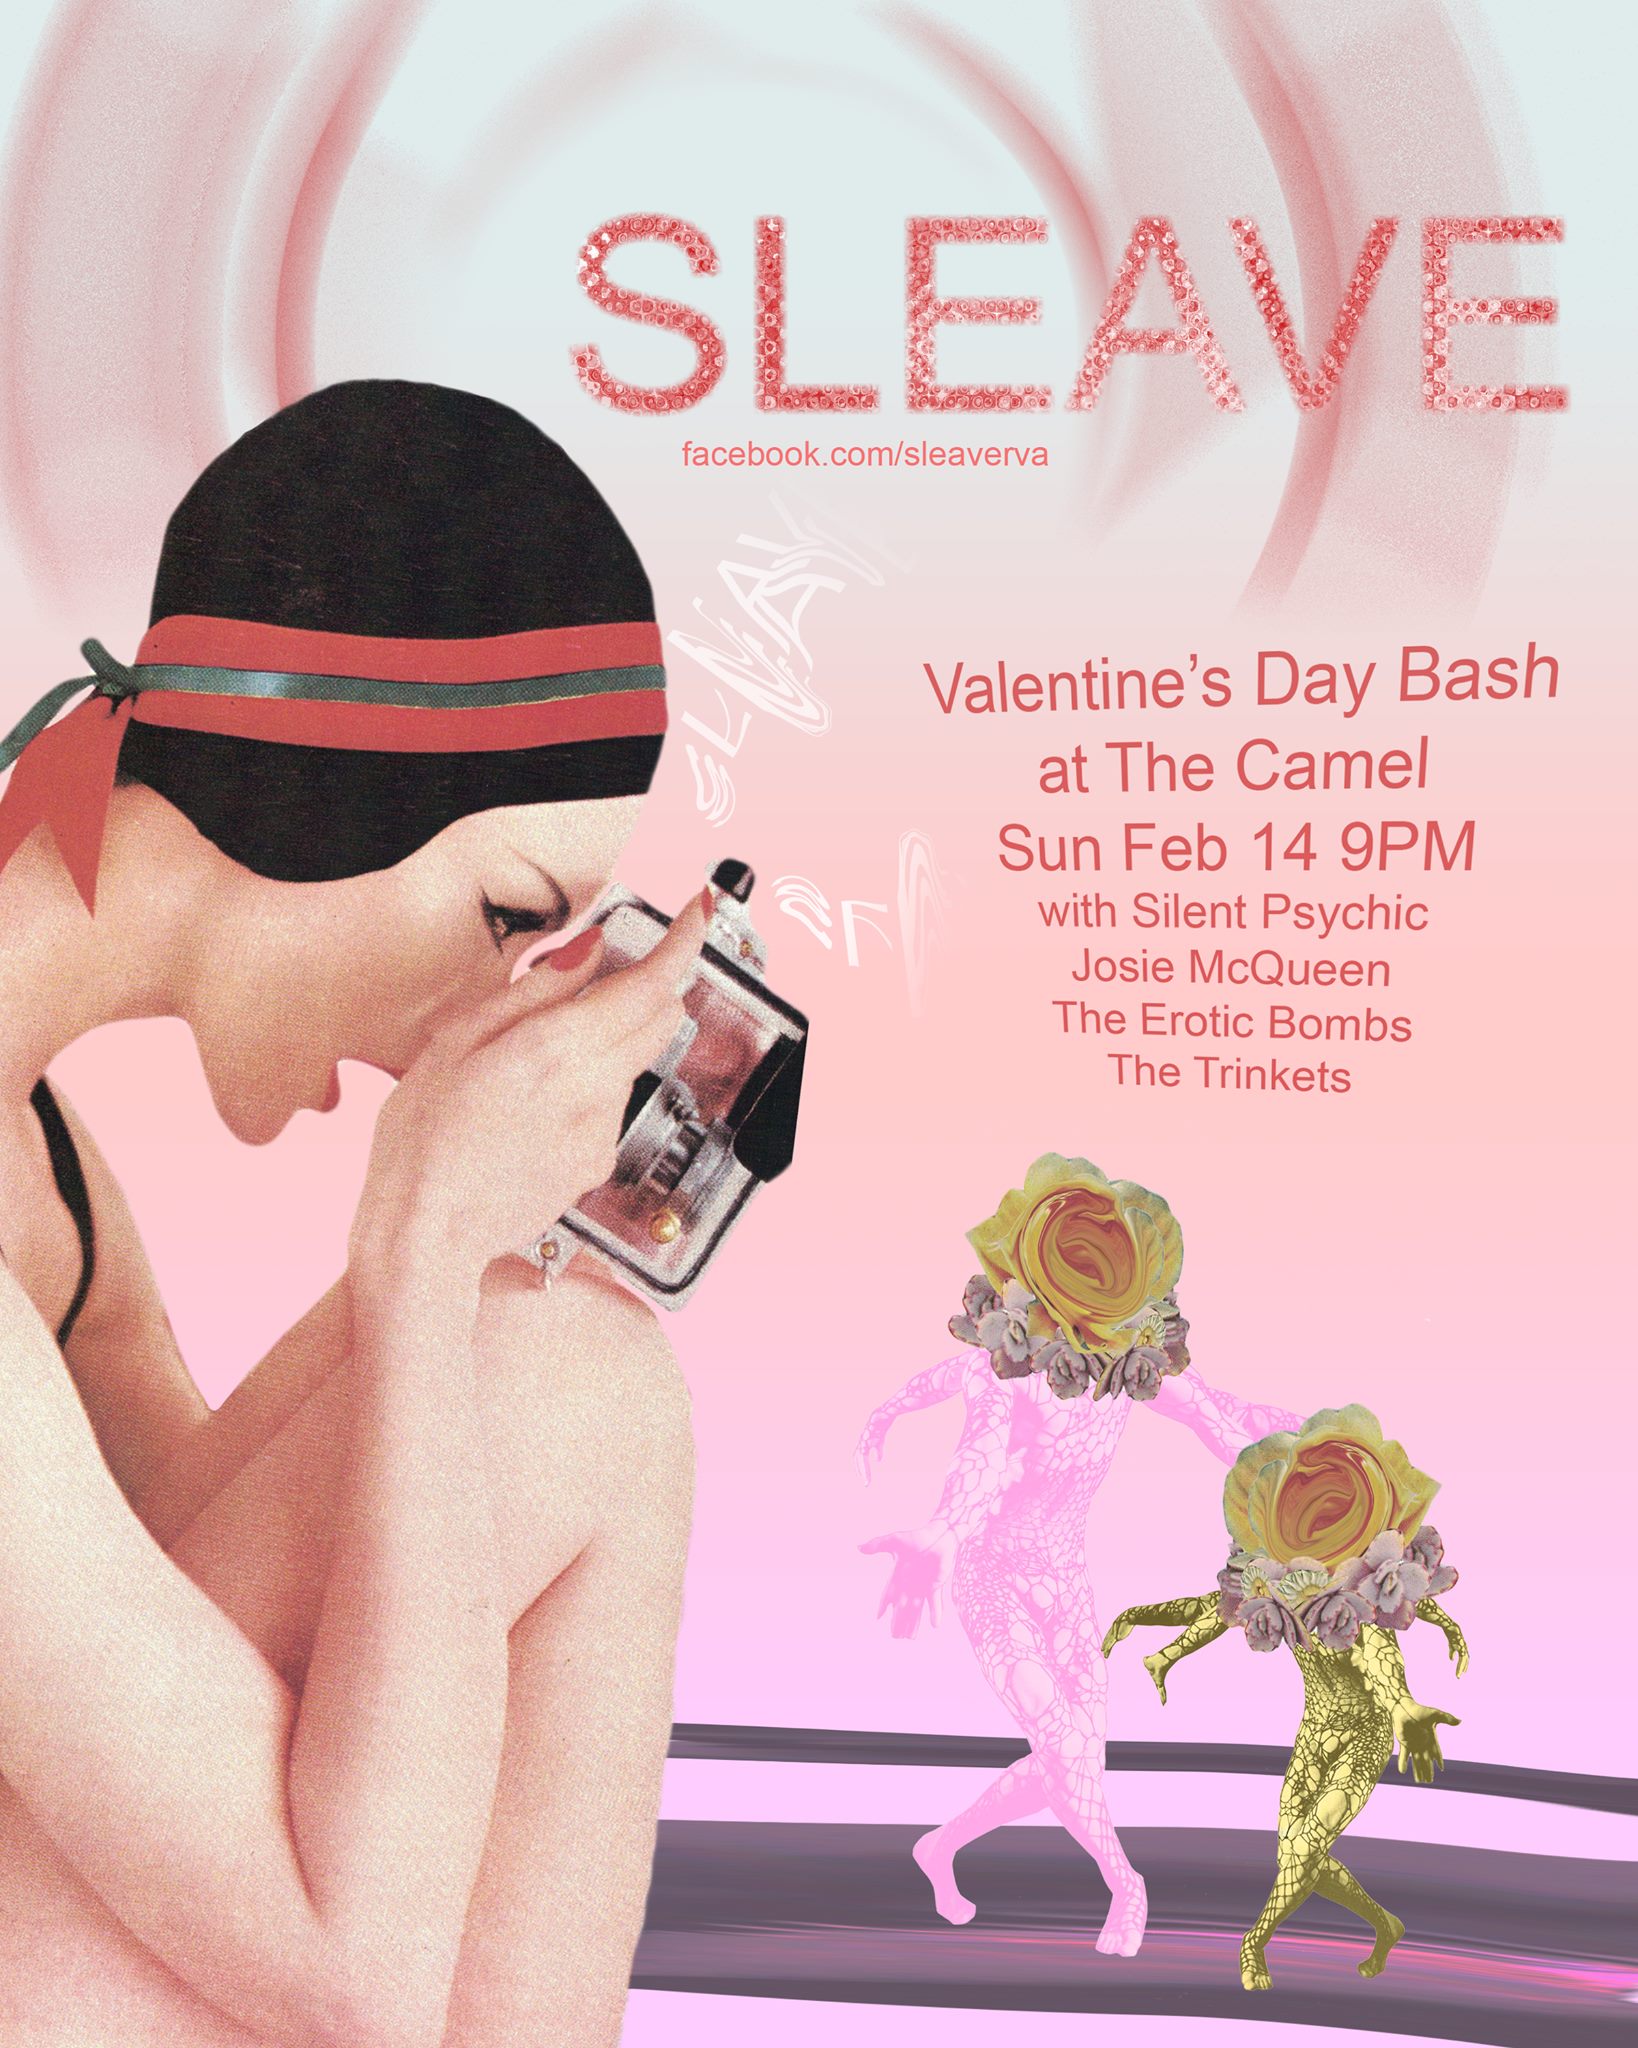 SLEAVE
facebook.com/sleaverva
Valentine's Day Bash
at The Camel
Sun Feb 14 9PM
with Silent Psychic
Josie McQueen
The Erotic Bombs
The Trinkets